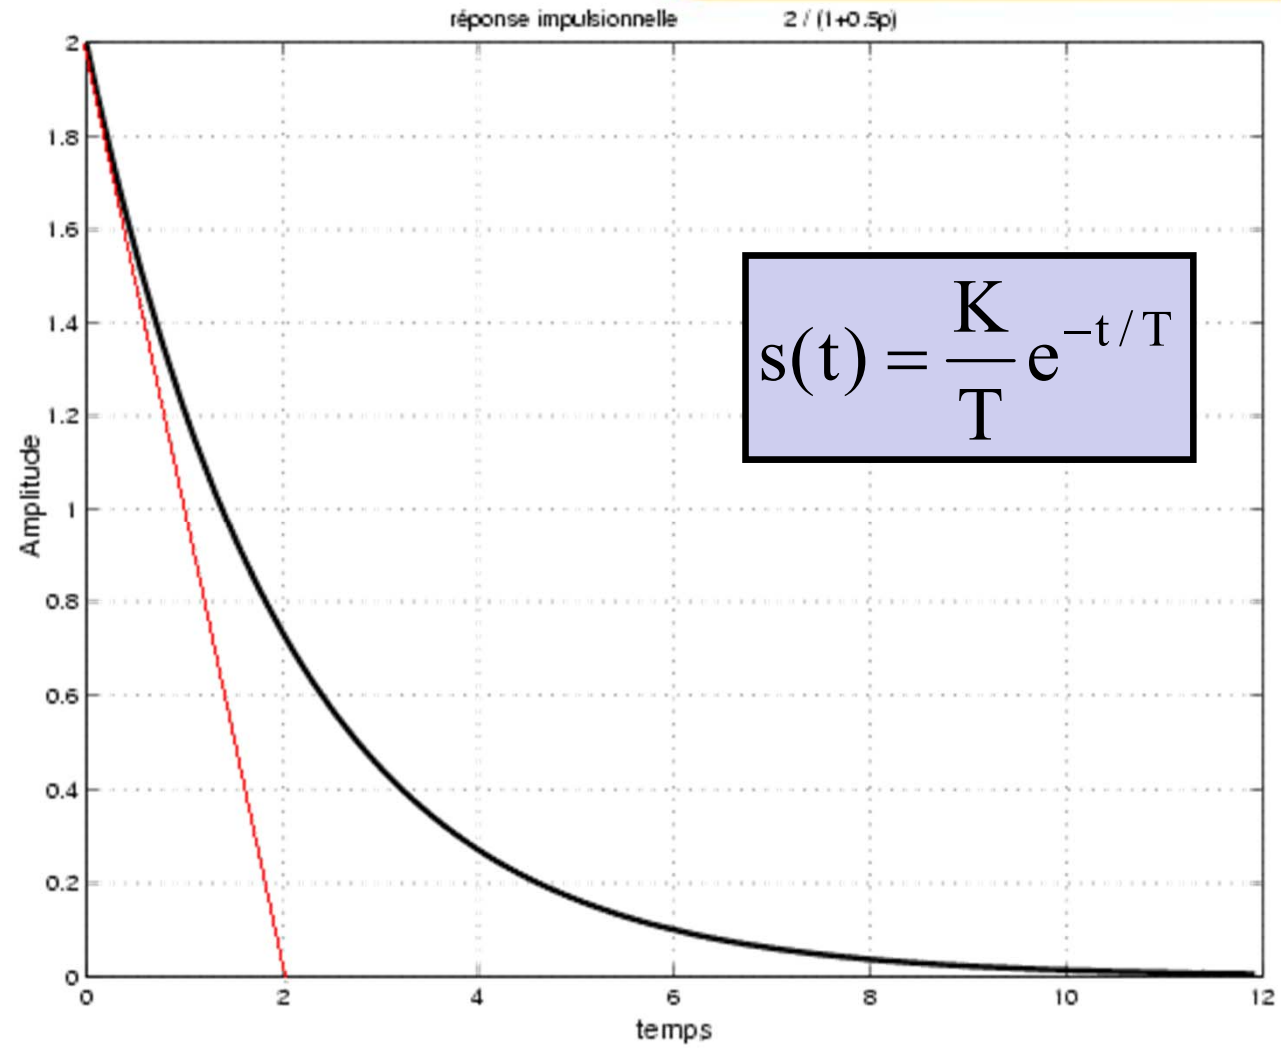 réponse impulsionnelle 2 / (1+0.5p)
2
1.8
1.6
1.4
1.2
1
0.8
0.6
0.4
0.2
0
Amplitude
s(t) = K/T e^{-t/T}
0 2 4 6 8 10 12
temps